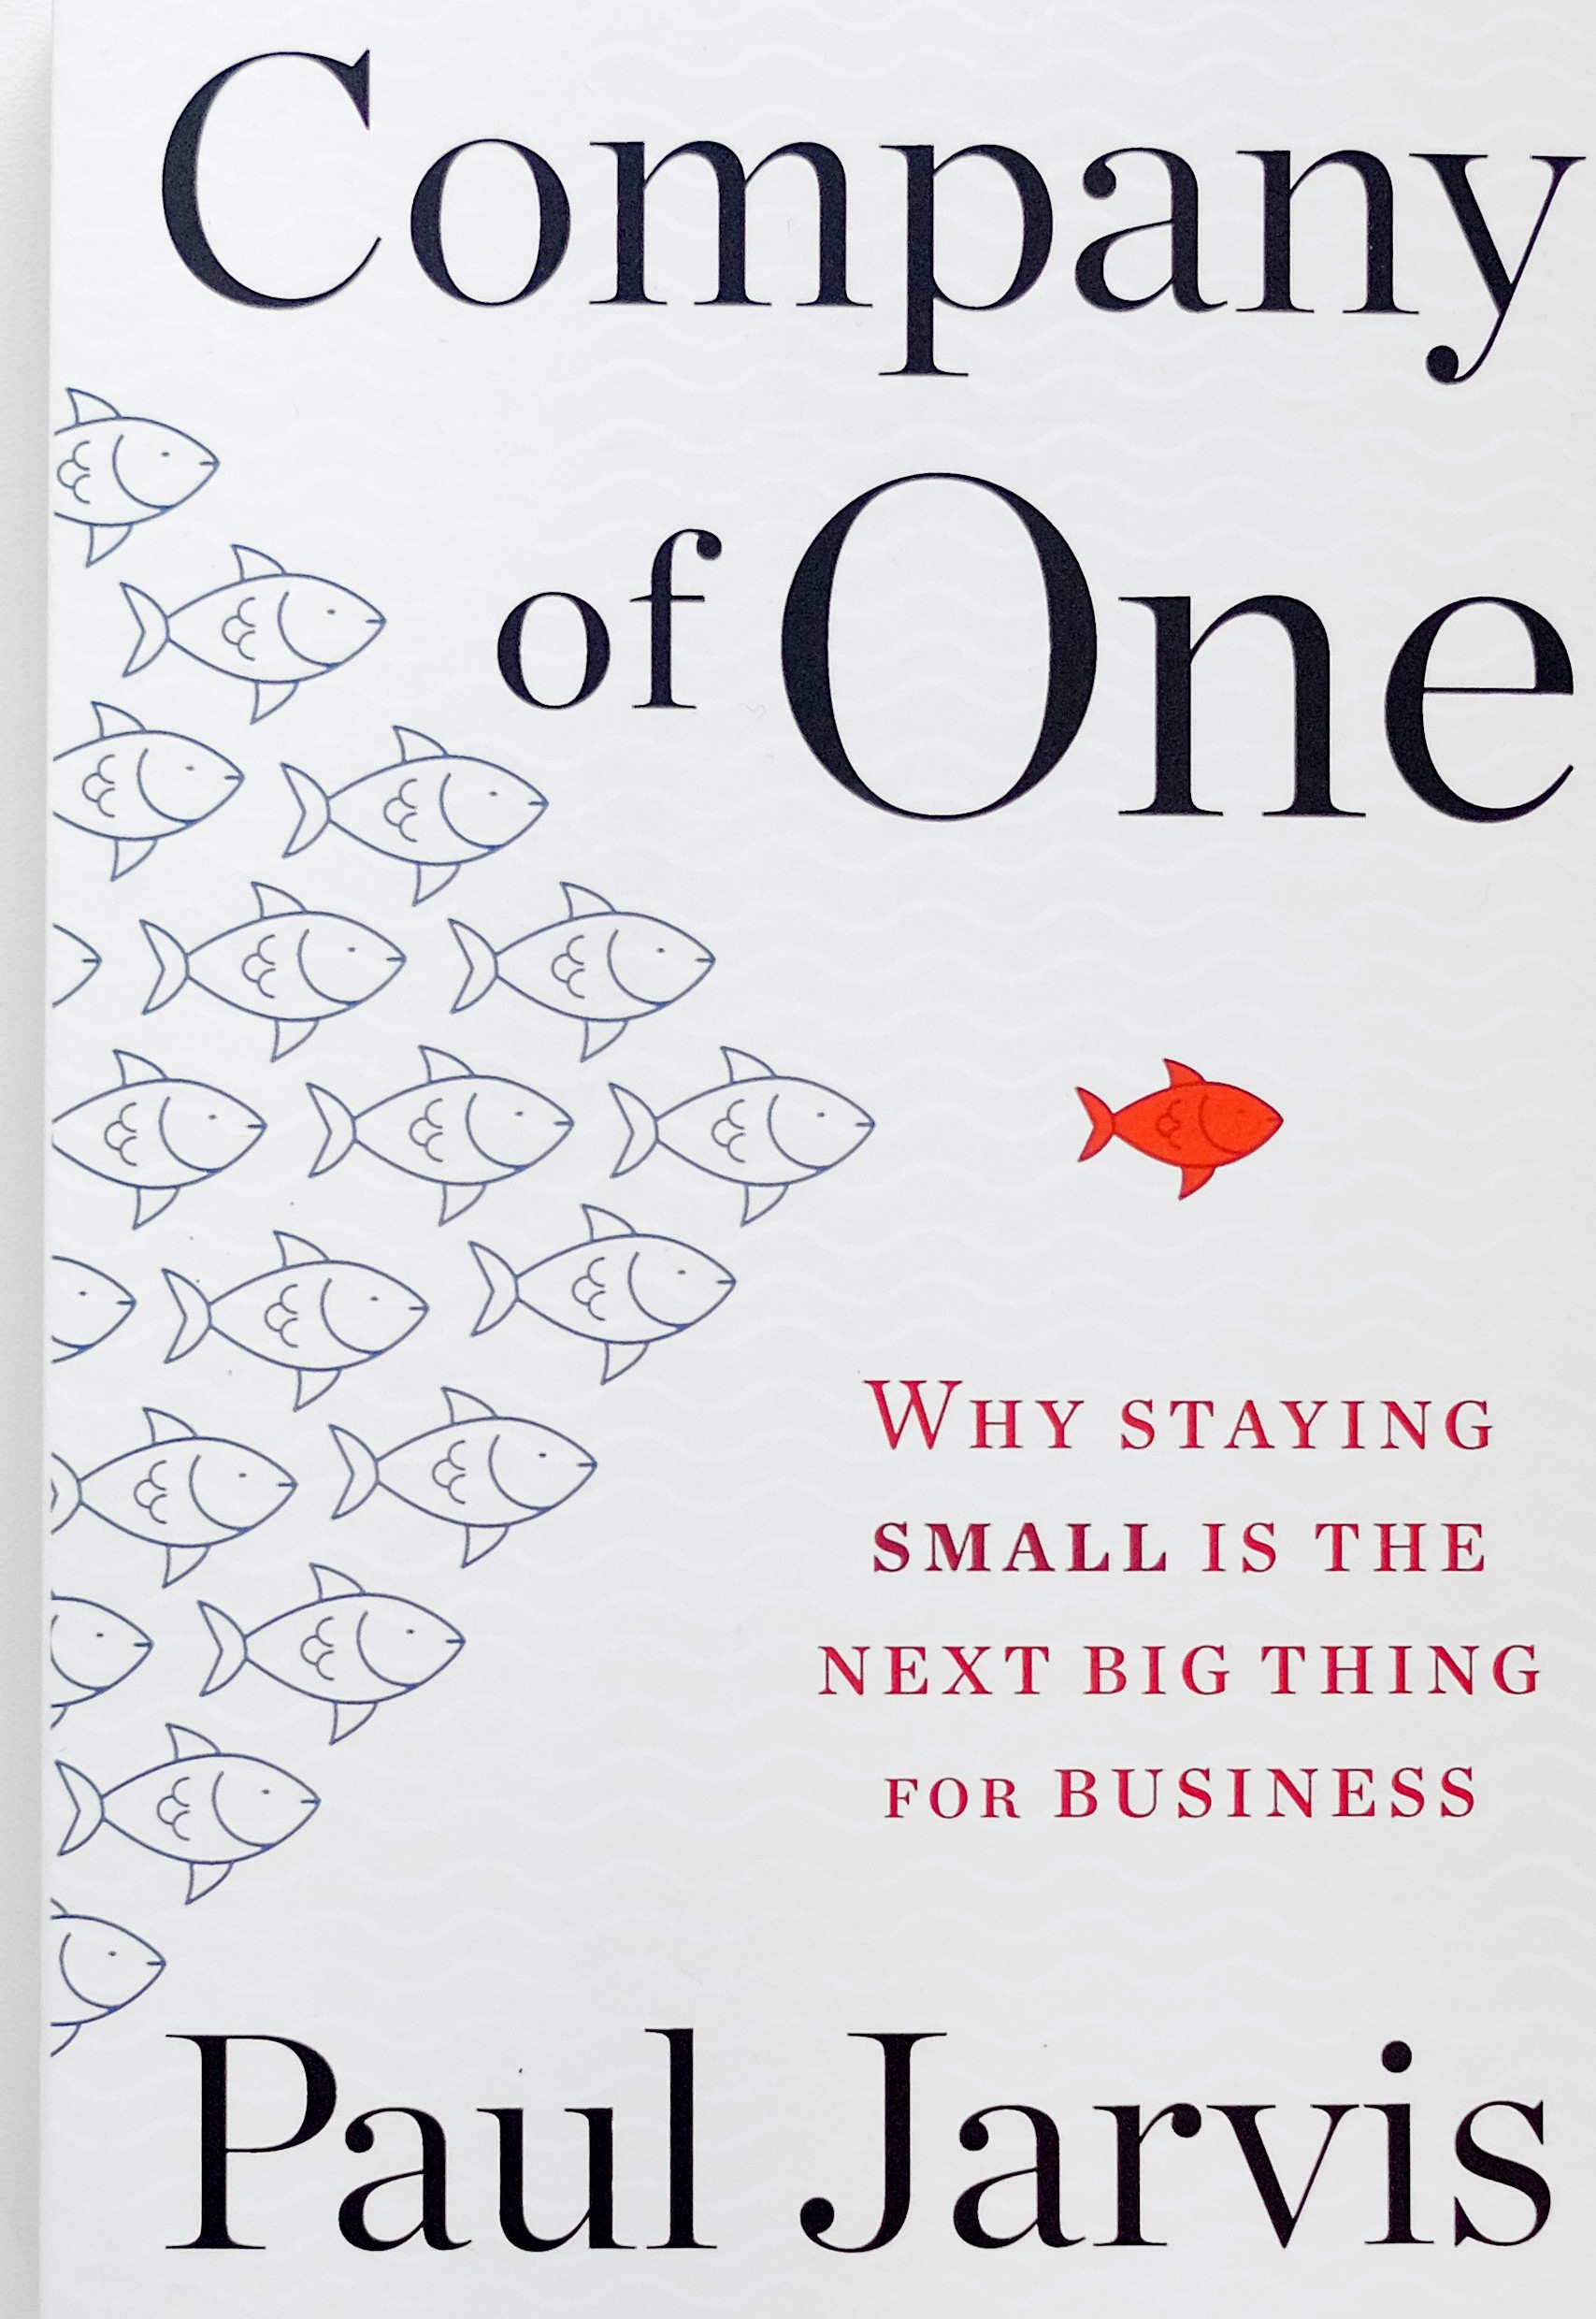 Company
of One
WHY STAYING
SMALL IS THE
NEXT BIG THING
FOR BUSINESS
Paul Jarvis